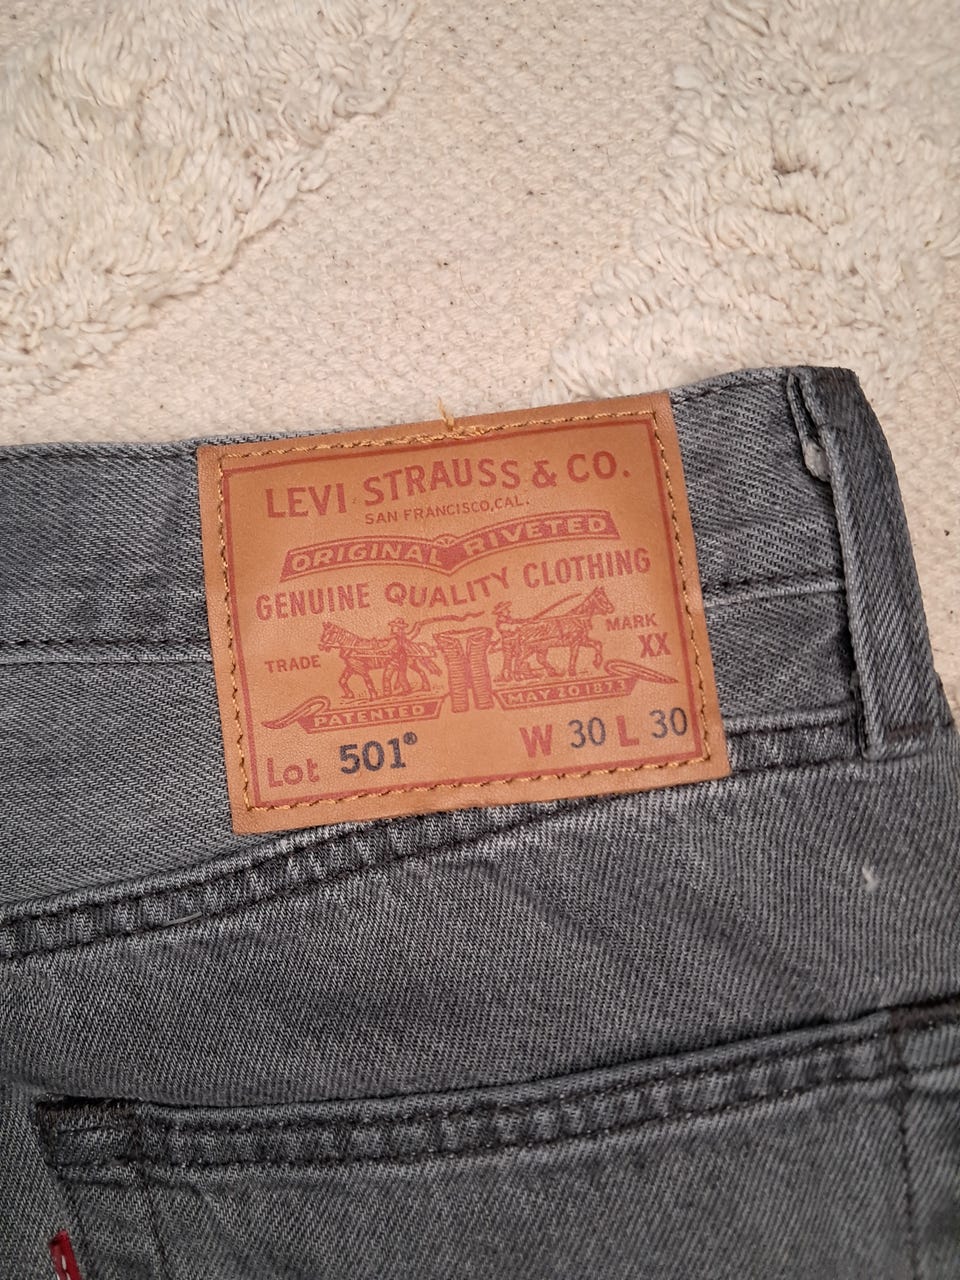 LEVI STRAUSS & CO.
SAN FRANCISCO, CAL.
ORIGINAL RIVETED
GENUINE QUALITY CLOTHING
TRADE MARK
XX
PATENTED MAY 20 1873
Lot 501® W 30 L 30